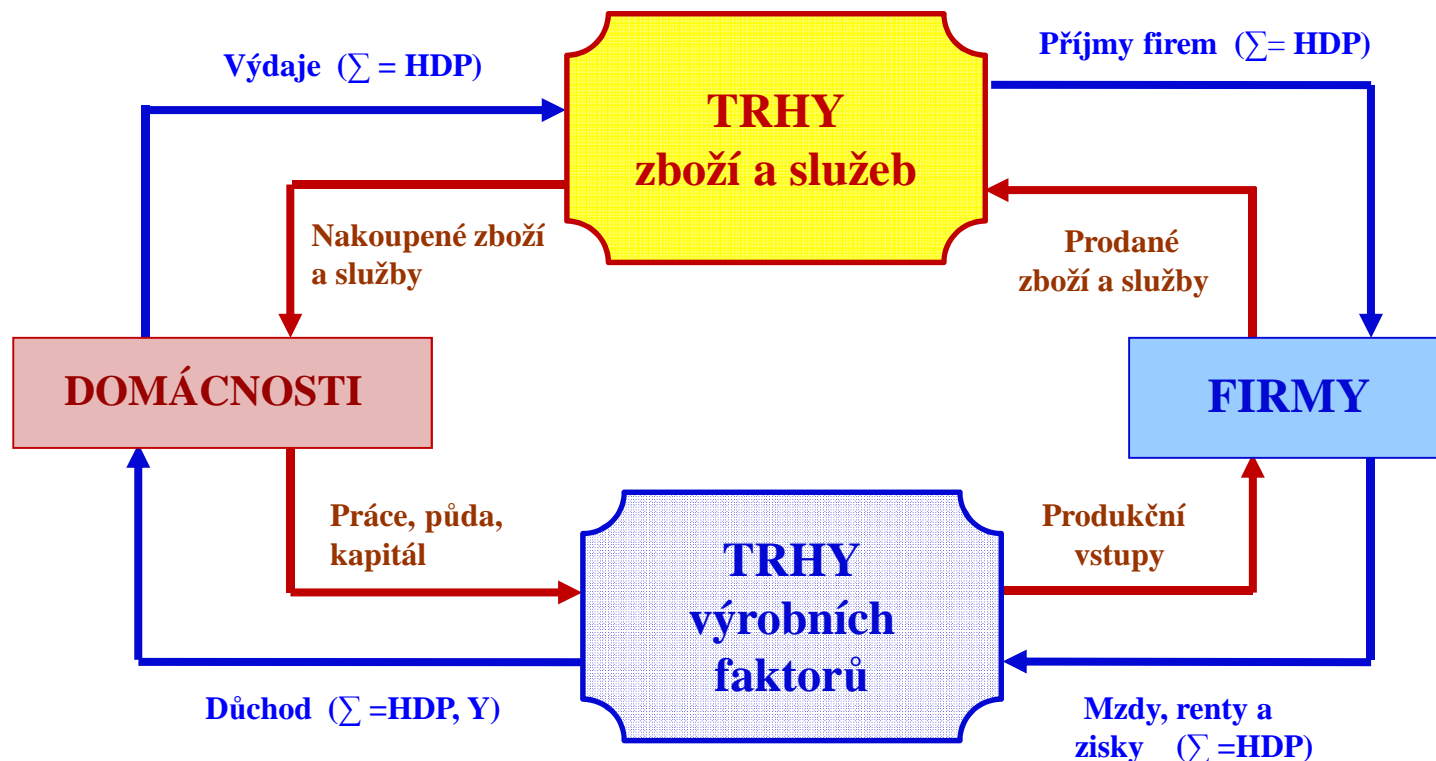 Výdaje (∑ = HDP)
Příjmy firem (∑= HDP)
TRHY
zboží a služeb
Nakoupené zboží
a služby
Prodané
zboží a služby
DOMÁCNOSTI
FIRMY
Práce, půda,
kapitál
Produkční
vstupy
TRHY
výrobních
faktorů
Důchod (∑ =HDP, Y)
Mzdy, renty a
zisky (∑ =HDP)